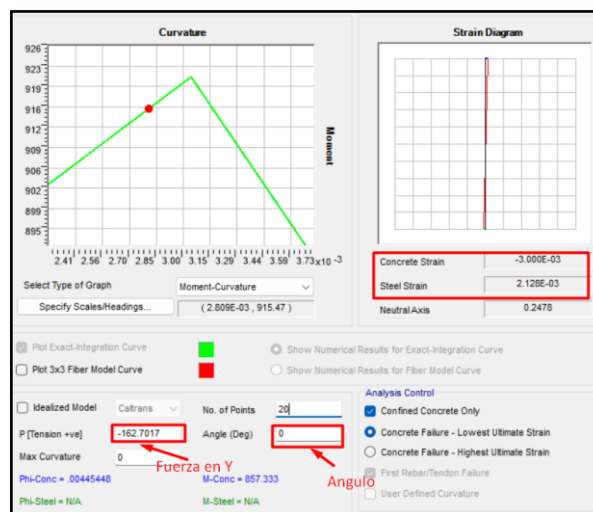 Curvature
926
923
919
916
912
909
906
902
899
895
Moment
2.41 2.56 2.70 2.85 3.00 3.15 3.29 3.44 3.59 3.73 x10 -3
Select Type of Graph
Moment-Curvature
Specify Scales/Headings...
( 2.809E-03 , 915.47 )
Strain Diagram
Concrete Strain
-3.000E-03
Steel Strain
2.128E-03
Neutral Axis
0.2478
Plot Exact-Integration Curve
Show Numerical Results for Exact-Integration Curve
Plot 3x3 Fiber Model Curve
Show Numerical Results for Fiber Model Curve
Idealized Model
Caltrans
No. of Points
20
P [Tension +ve]
-162.7017
Angle (Deg)
0
Max Curvature
0
Fuerza en Y
Angulo
Phi-Conc = .00445448
M-Conc = 857.333
Phi-Steel = N/A
M-Steel = N/A
Analysis Control
Confined Concrete Only
Concrete Failure - Lowest Ultimate Strain
Concrete Failure - Highest Ultimate Strain
First Rebar/Tendon Failure
User Defined Curvature